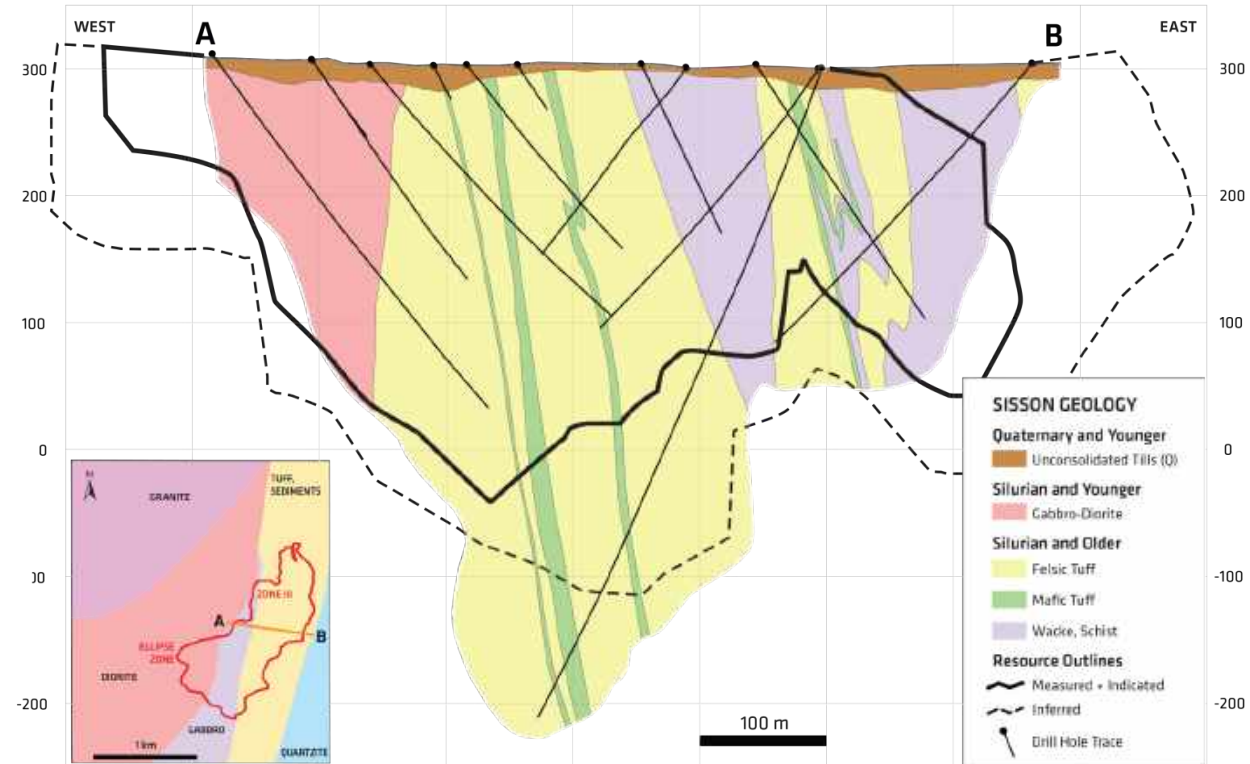 WEST
A
B
EAST
300
300
200
200
100
100
0
0
10
-100
-200
-200
100 m
SISSON GEOLOGY
Quaternary and Younger
Unconsolidated Tills (Q)
Silurian and Younger
Gabbro-Diorite
Silurian and Older
Felsic Tuff
Mafic Tuff
Wacke, Schist
Resource Outlines
Measured + Indicated
Inferred
Drill Hole Trace
N
GRANITE
TUFF,
SEDIMENTS
ZONE III
A
B
ELLIPSE
ZONE
DIORITE
GABBRO
1km
QUARTZITE